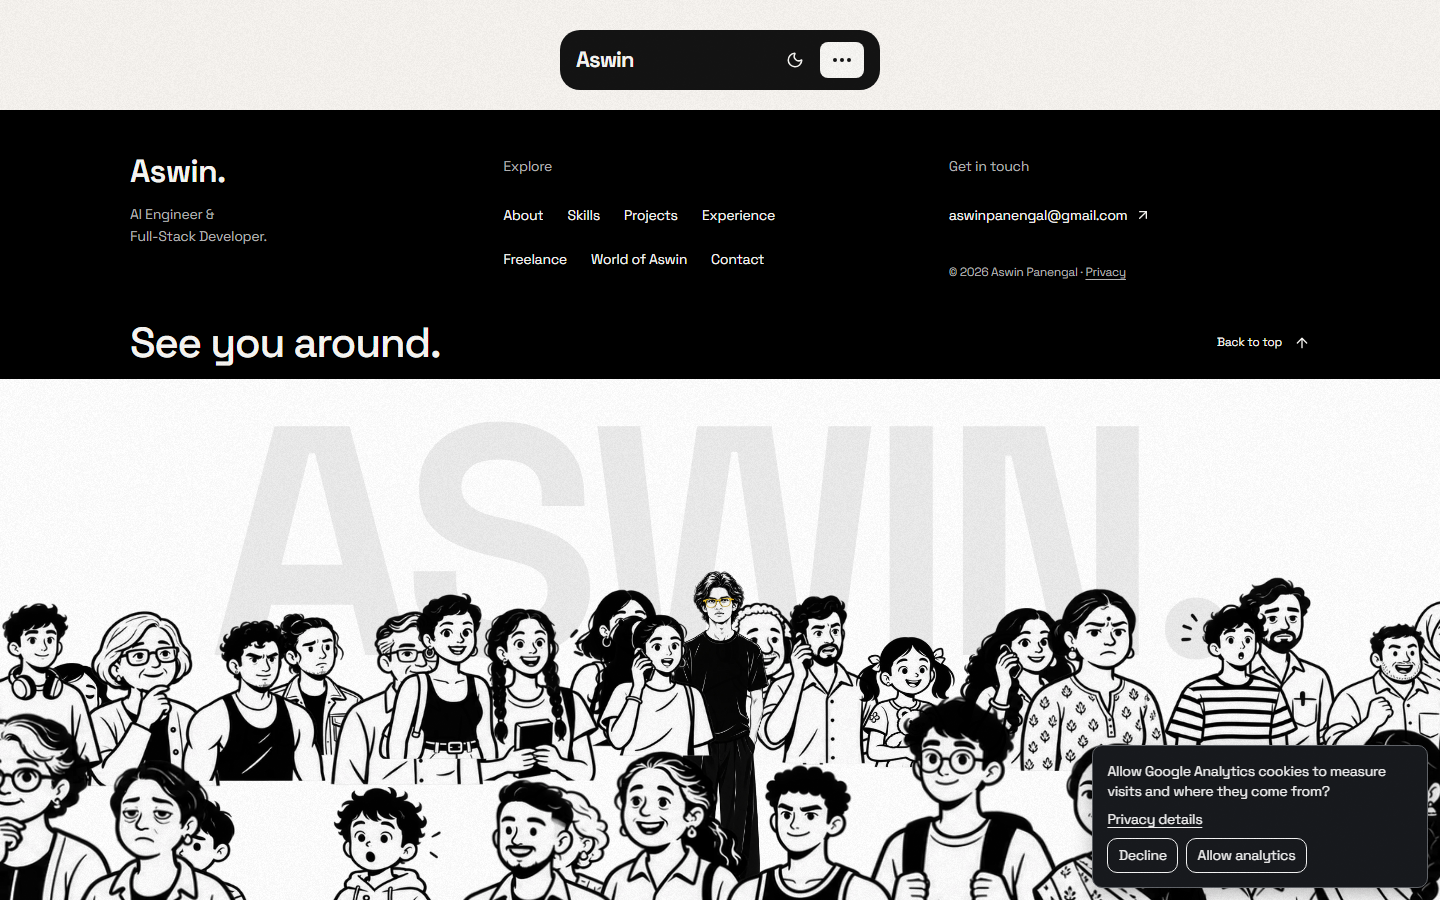 Aswin
Aswin.
AI Engineer &
Full-Stack Developer.
Explore
About Skills Projects Experience
Freelance World of Aswin Contact
Get in touch
aswinpanengal@gmail.com
© 2026 Aswin Panengal · Privacy
See you around.
Back to top
ASWIN.
Allow Google Analytics cookies to measure
visits and where they come from?
Privacy details
Decline Allow analytics